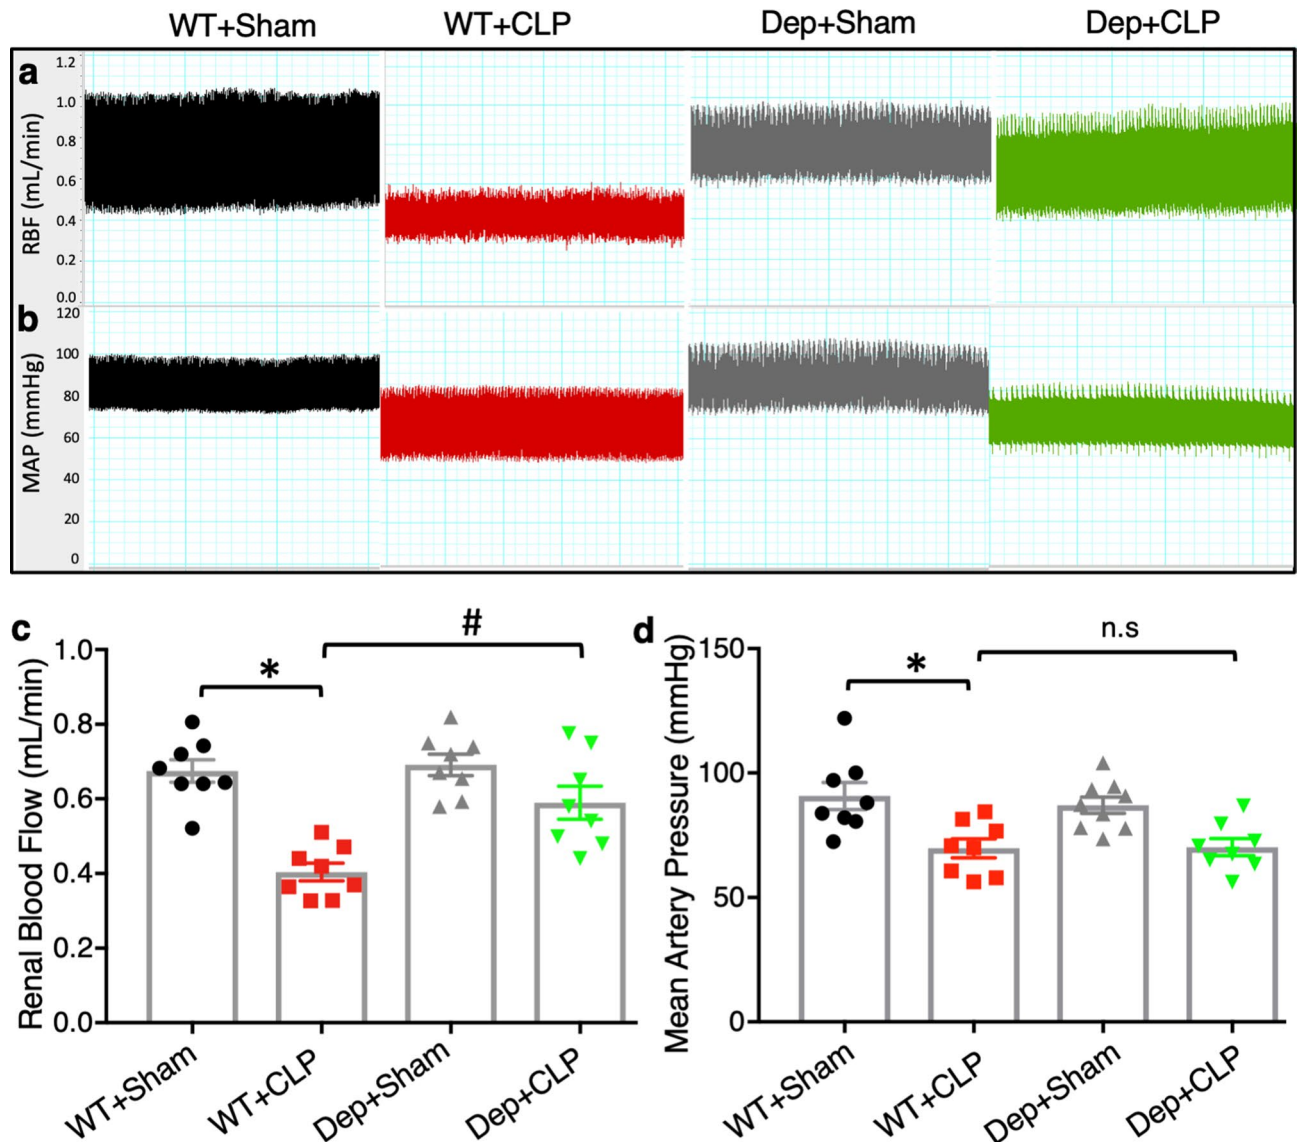 WT+Sham WT+CLP Dep+Sham Dep+CLP
a
RBF (mL/min)
1.2
1.0
0.8
0.6
0.4
0.2
0.0
b
MAP (mmHg)
120
100
80
60
40
20
0
c
Renal Blood Flow (mL/min)
1.0
0.8
0.6
0.4
0.2
0.0
*
#
WT+Sham WT+CLP Dep+Sham Dep+CLP
d
Mean Artery Pressure (mmHg)
150
100
50
0
*
n.s
WT+Sham WT+CLP Dep+Sham Dep+CLP